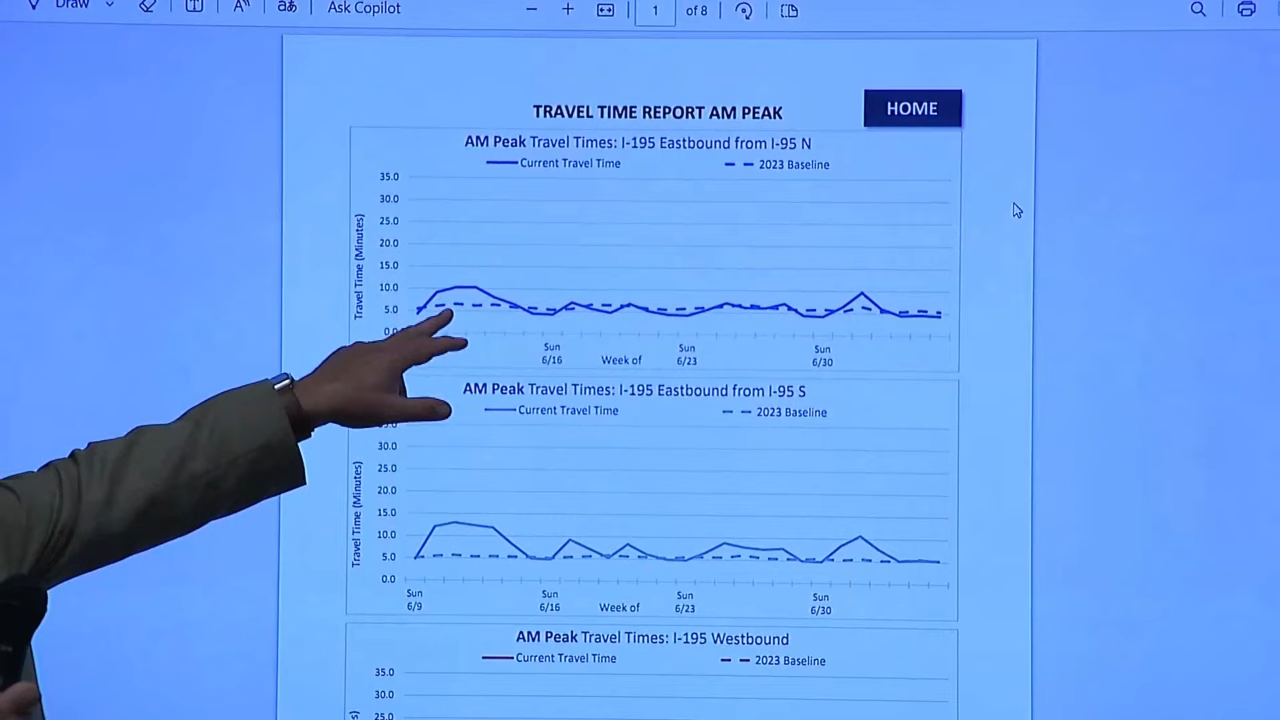 Draw A aあ Ask Copilot 1 of 8
TRAVEL TIME REPORT AM PEAK
HOME
AM Peak Travel Times: I-195 Eastbound from I-95 N
Current Travel Time 2023 Baseline
35.0
30.0
25.0
20.0
15.0
10.0
5.0
Travel Time (Minutes)
Sun Sun Sun
6/16 Week of 6/23 6/30
AM Peak Travel Times: I-195 Eastbound from I-95 S
Current Travel Time 2023 Baseline
30.0
25.0
20.0
15.0
10.0
5.0
0.0
Travel Time (Minutes)
Sun Sun Sun Sun
6/9 6/16 Week of 6/23 6/30
AM Peak Travel Times: I-195 Westbound
Current Travel Time 2023 Baseline
35.0
30.0
25.0